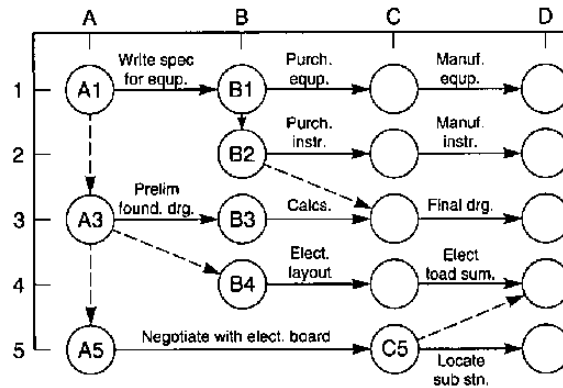 A B C D
Write spec
for equp.
Purch.
equp.
Manuf.
equp.
1 A1 B1
Purch.
instr.
Manuf.
instr.
2 B2
Prelim
found. drg.
Calcs.
Final drg.
3 A3 B3
Elect.
layout
Elect
toad sum.
4 B4
Negotiate with elect. board
5 A5 C5
Locate
sub stn.